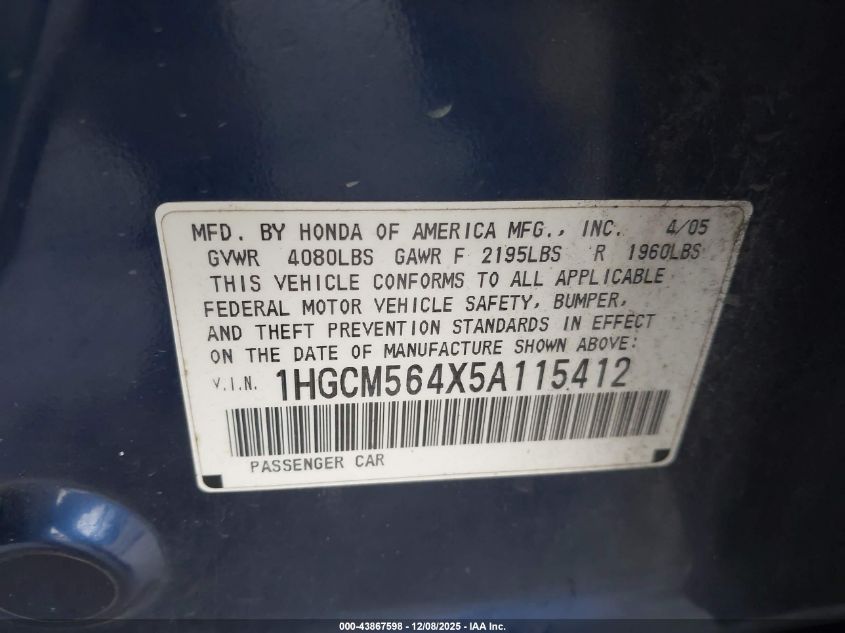 MFD. BY HONDA OF AMERICA MFG., INC. 4/05
GVWR 4080LBS GAWR F 2195LBS R 1960LBS
THIS VEHICLE CONFORMS TO ALL APPLICABLE
FEDERAL MOTOR VEHICLE SAFETY, BUMPER,
AND THEFT PREVENTION STANDARDS IN EFFECT
ON THE DATE OF MANUFACTURE SHOWN ABOVE:
V.I.N. 1HGCM564X5A115412
PASSENGER CAR
000-43867598 - 12/08/2025 - IAA Inc.